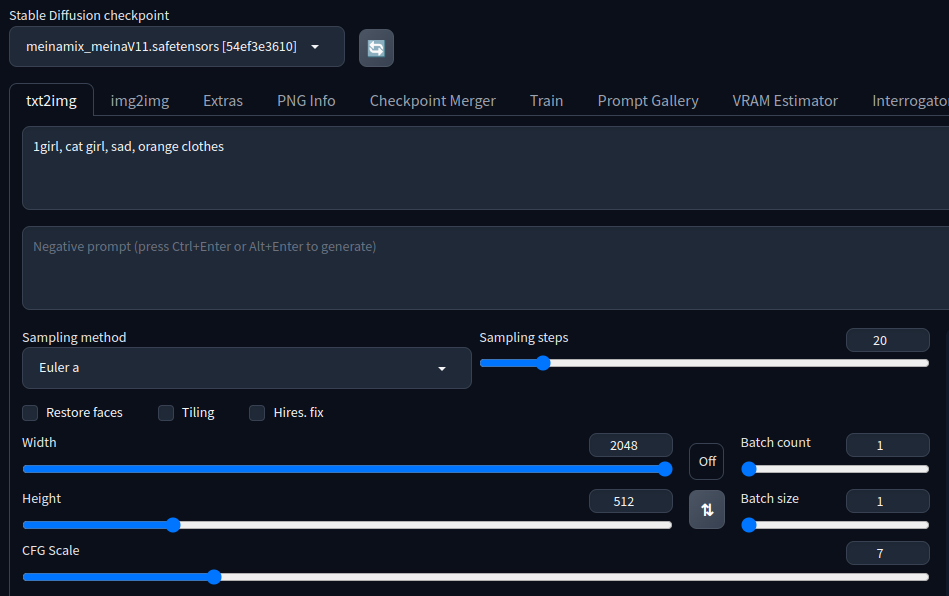 Stable Diffusion checkpoint
meinamix_meinaV11.safetensors [54ef3e3610]
txt2img img2img Extras PNG Info Checkpoint Merger Train Prompt Gallery VRAM Estimator Interrogato
1girl, cat girl, sad, orange clothes
Negative prompt (press Ctrl+Enter or Alt+Enter to generate)
Sampling method
Euler a
Sampling steps
20
Restore faces Tiling Hires. fix
Width
2048
Off
Batch count
1
Height
512
Batch size
1
CFG Scale
7